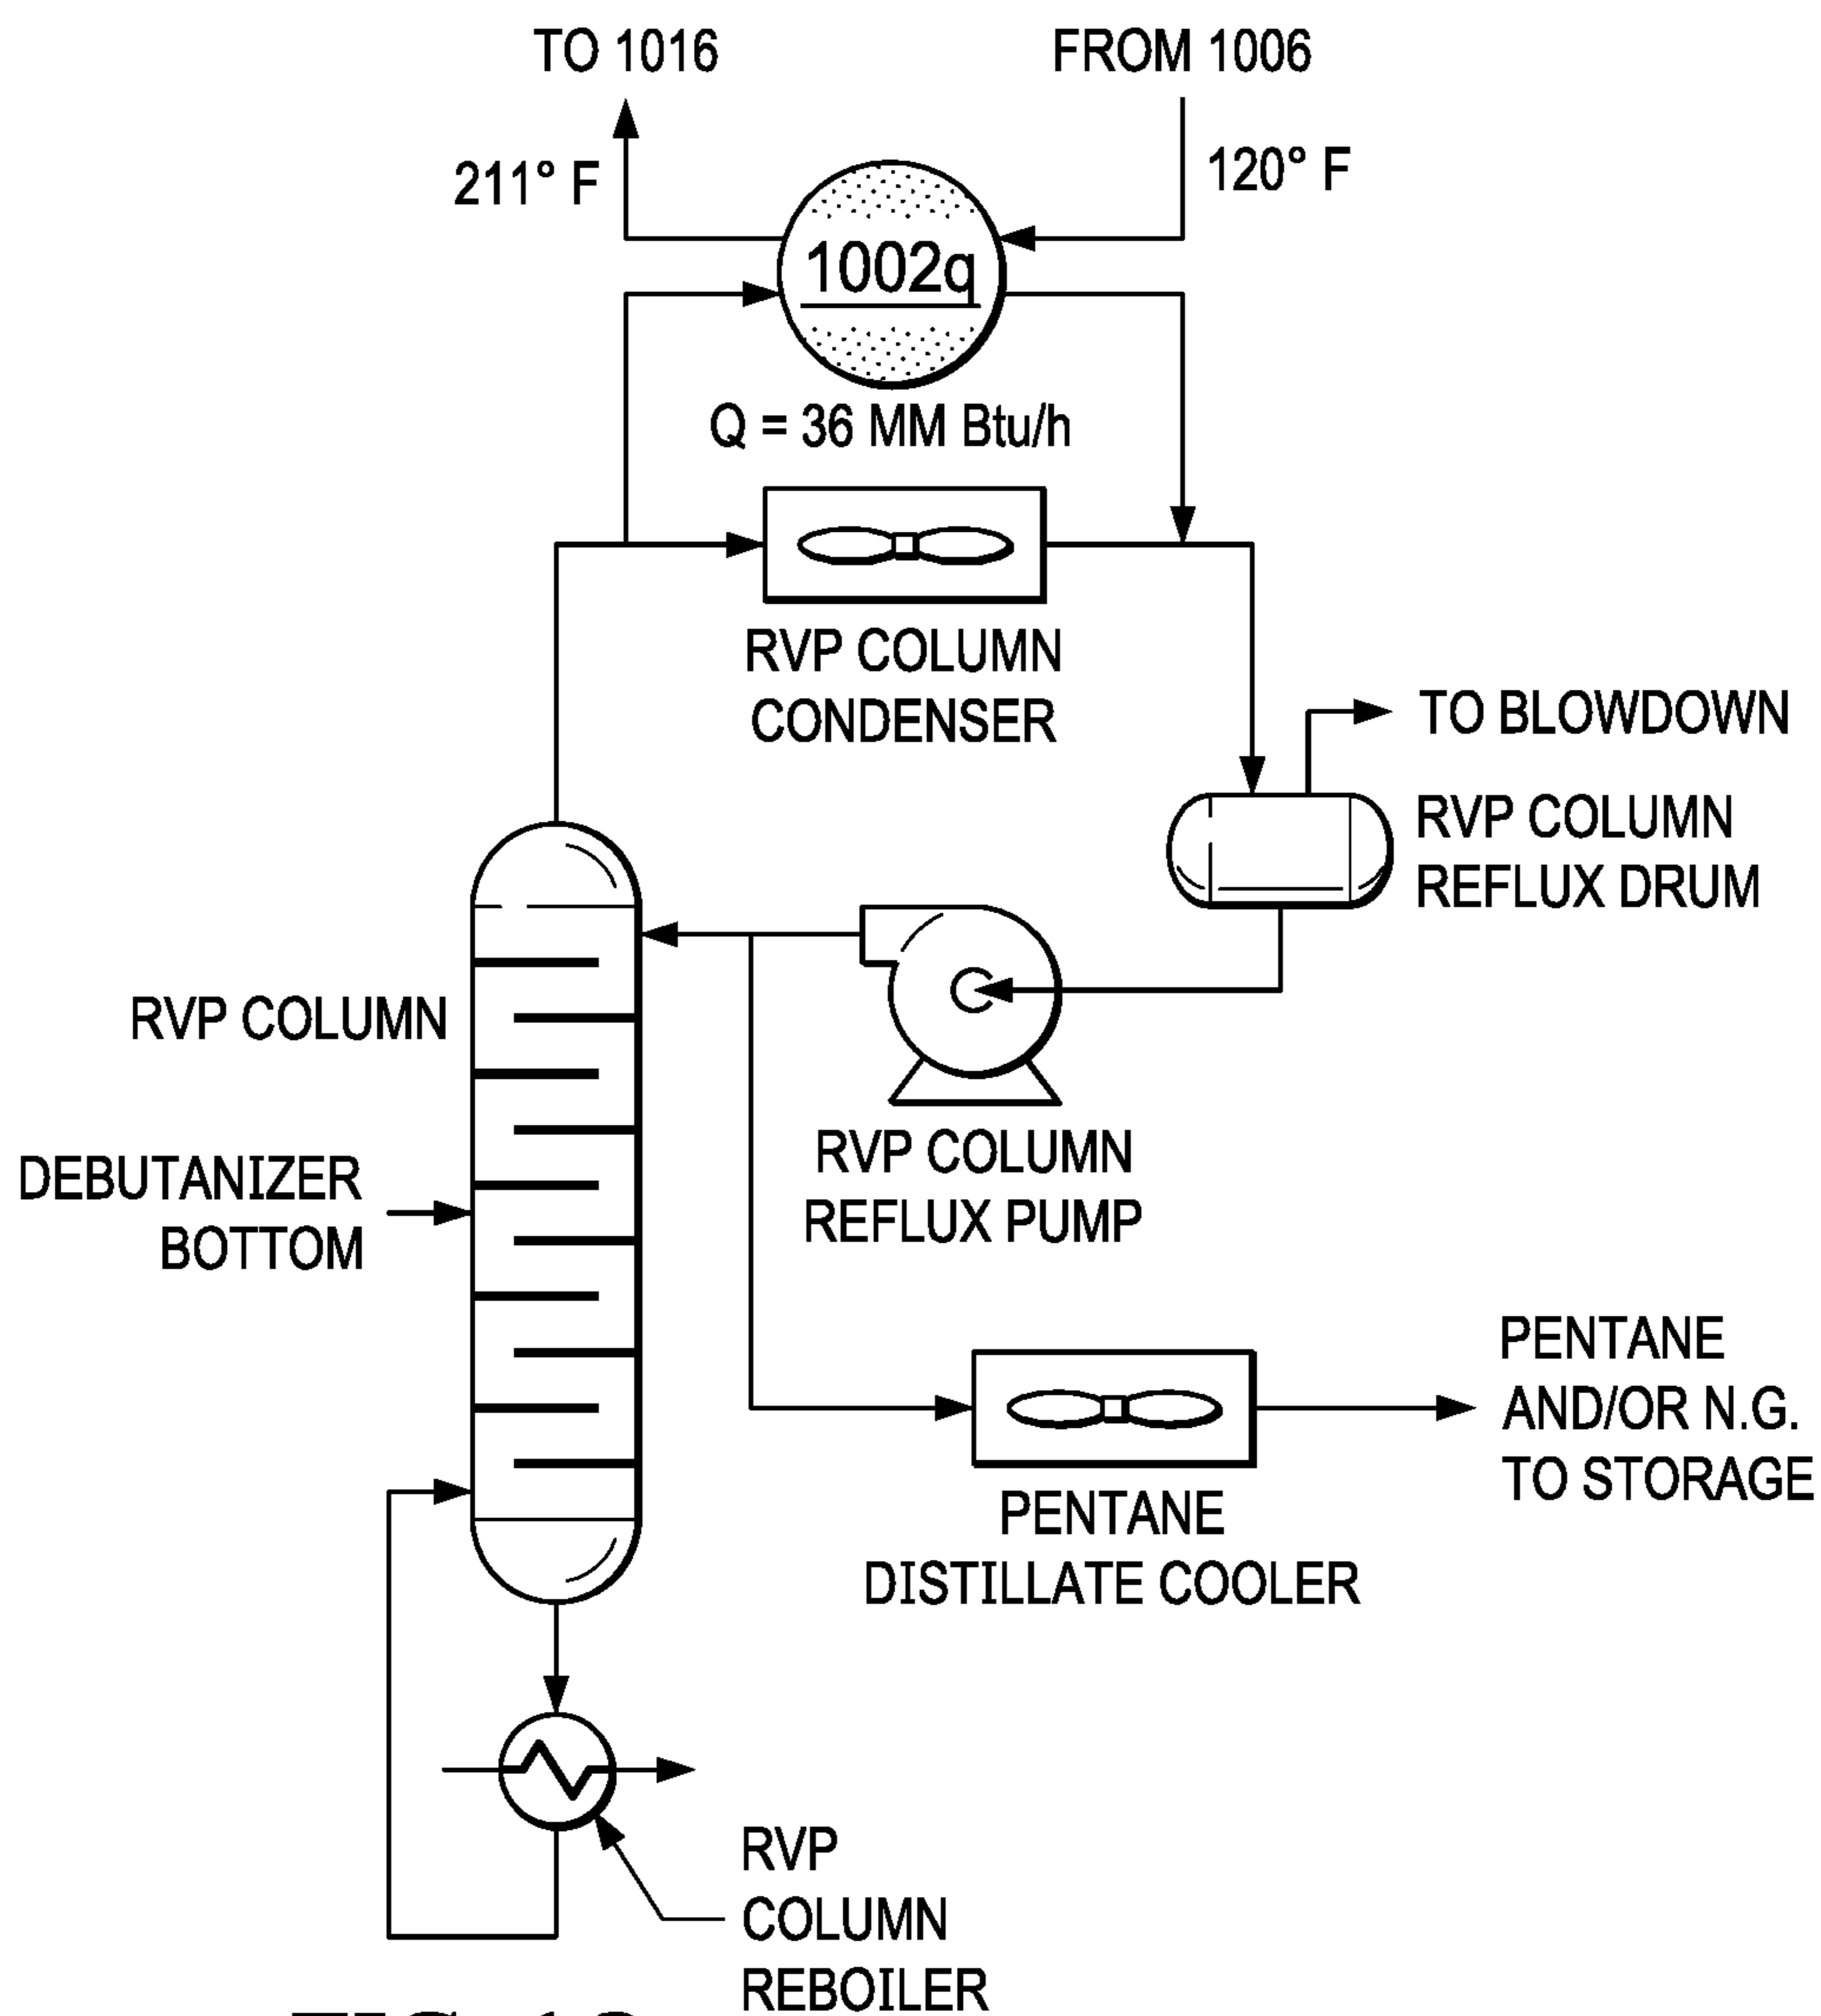 TO 1016
FROM 1006
211° F
120° F
1002q
Q = 36 MM Btu/h
RVP COLUMN
CONDENSER
TO BLOWDOWN
RVP COLUMN
REFLUX DRUM
RVP COLUMN
RVP COLUMN
REFLUX PUMP
DEBUTANIZER
BOTTOM
PENTANE
AND/OR N.G.
TO STORAGE
PENTANE
DISTILLATE COOLER
RVP
COLUMN
REBOILER